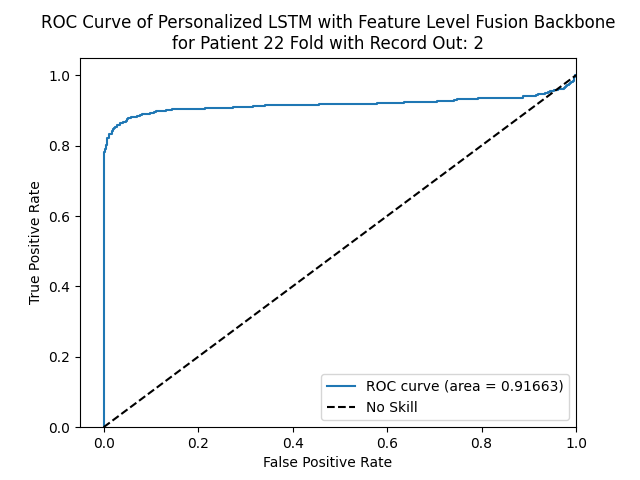 ROC Curve of Personalized LSTM with Feature Level Fusion Backbone
for Patient 22 Fold with Record Out: 2
1.0
0.8
0.6
0.4
0.2
0.0
True Positive Rate
ROC curve (area = 0.91663)
No Skill
0.0 0.2 0.4 0.6 0.8 1.0
False Positive Rate